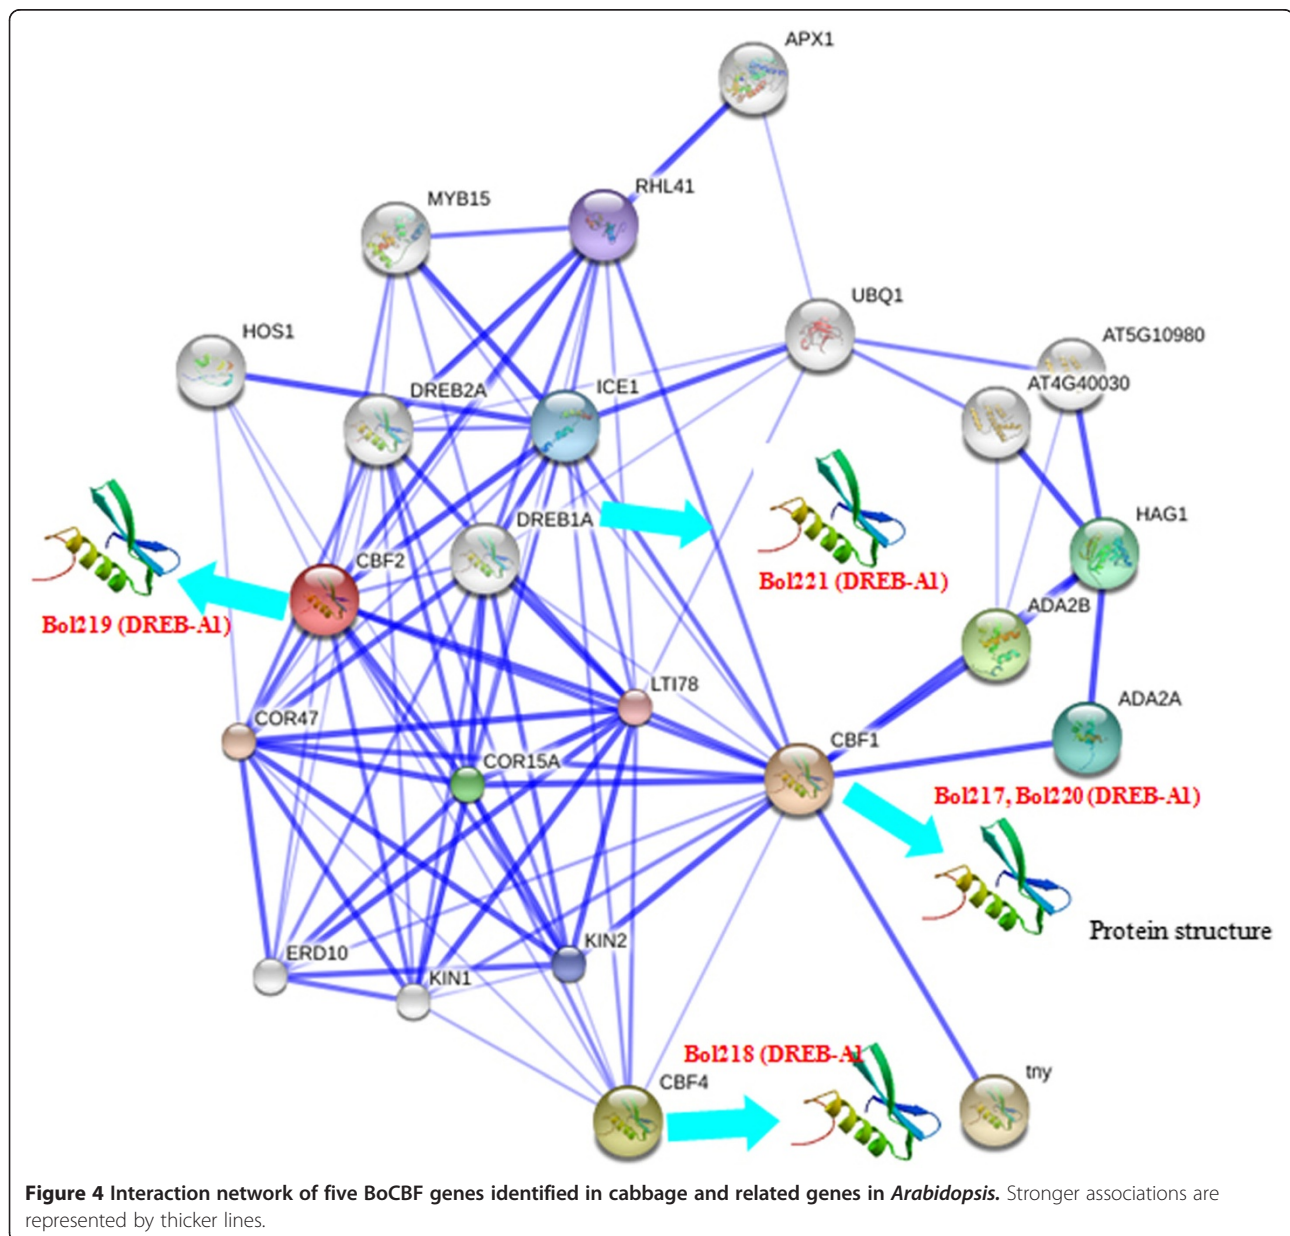 APX1
RHL41
MYB15
UBQ1
HOS1
AT5G10980
AT4G40030
DREB2A
ICE1
HAG1
DREB1A
CBF2
Bol221 (DREB-A1)
ADA2B
Bol219 (DREB-A1)
LTI78
ADA2A
COR47
CBF1
COR15A
Bol217, Bol220 (DREB-A1)
Protein structure
KIN2
ERD10
KIN1
Bol218 (DREB-A1
CBF4
tny
Figure 4 Interaction network of five BoCBF genes identified in cabbage and related genes in Arabidopsis. Stronger associations are
represented by thicker lines.